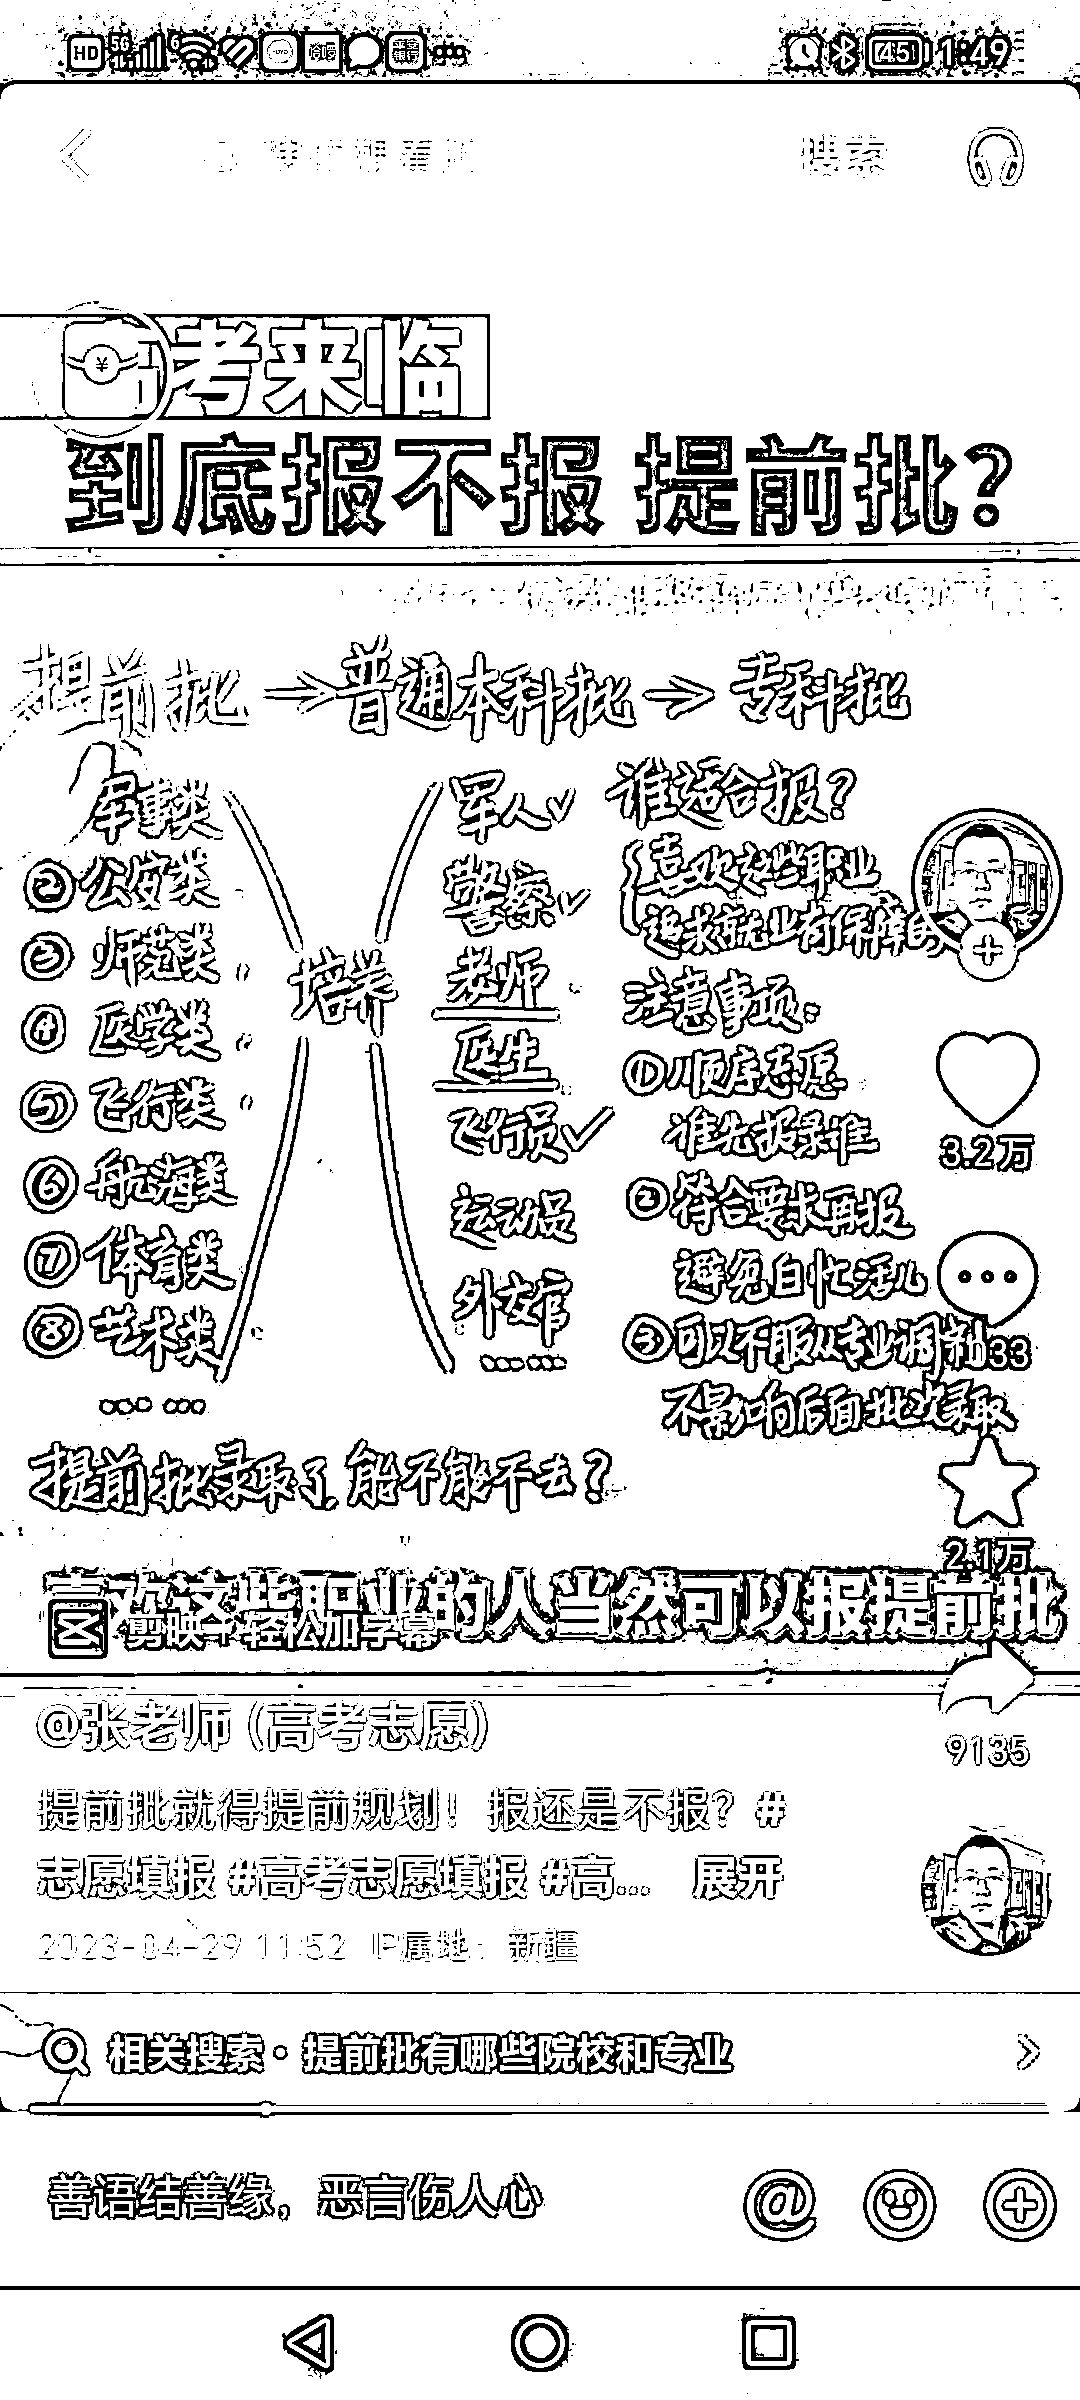 HD 5G 45 1:49
搜索
考来临
到底报不报 提前批?
提前批 → 普通本科批 → 专科批
军事类
②公安类
③师范类
④医学类
⑤飞行类
⑥航海类
⑦体育类
⑧艺术类
……
培养
军人✓
警察✓
老师
医生
飞行员✓
运动员
外交官
……
谁适合报?
喜欢这些职业
追求就业有保障的
注意事项:
①顺序志愿
谁先报录谁
②符合要求再报
避免白忙活儿
③可以不服从专业调剂
不影响后面批次录取
提前批录取了,能不能不去?
3.2万
33
2.1万
9135
喜欢这些职业的人当然可以报提前批
剪映 轻松加字幕
@张老师 (高考志愿)
提前批就得提前规划! 报还是不报? #
志愿填报 #高考志愿填报 #高... 展开
2023-04-29 11:52 IP属地: 新疆
相关搜索。提前批有哪些院校和专业
善语结善缘, 恶言伤人心